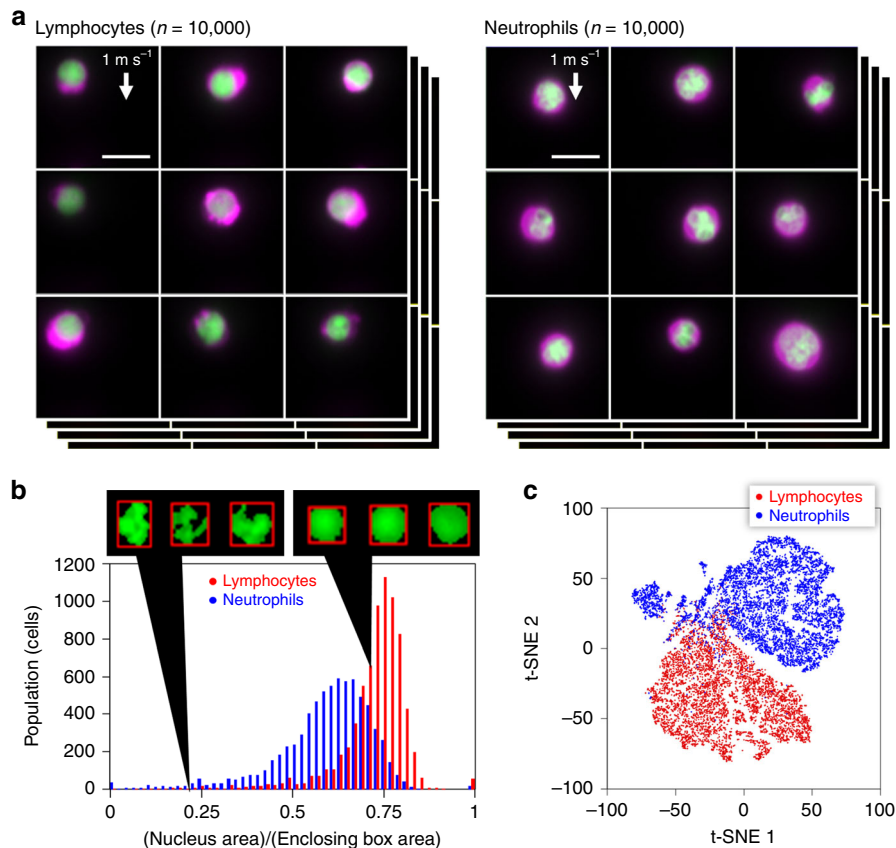 a
Lymphocytes (n = 10,000)
Neutrophils (n = 10,000)
1 m s⁻¹
1 m s⁻¹
b
1200
1000
800
600
400
200
0
Population (cells)
Lymphocytes
Neutrophils
0
0.25
0.5
0.75
1
(Nucleus area)/(Enclosing box area)
c
Lymphocytes
Neutrophils
100
50
0
−50
−100
t-SNE 2
−100
−50
0
50
100
t-SNE 1